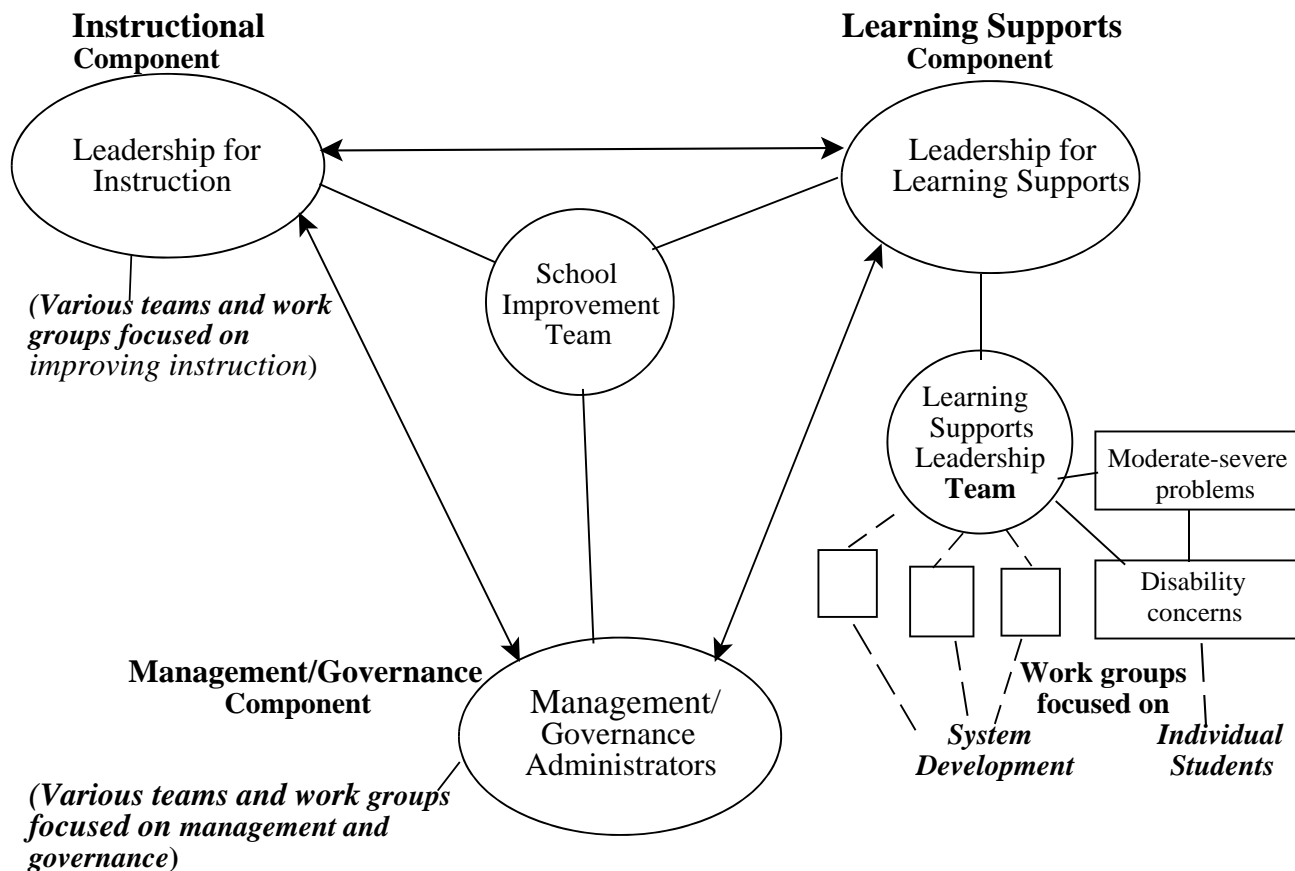 Instructional
Component
Leadership for
Instruction
(Various teams and work
groups focused on
improving instruction)
Learning Supports
Component
Leadership for
Learning Supports
School
Improvement
Team
Learning
Supports
Leadership
Team
Moderate-severe
problems
Disability
concerns
Work groups
focused on
System
Development
Individual
Students
Management/Governance
Component
Management/
Governance
Administrators
(Various teams and work groups
focused on management and
governance)